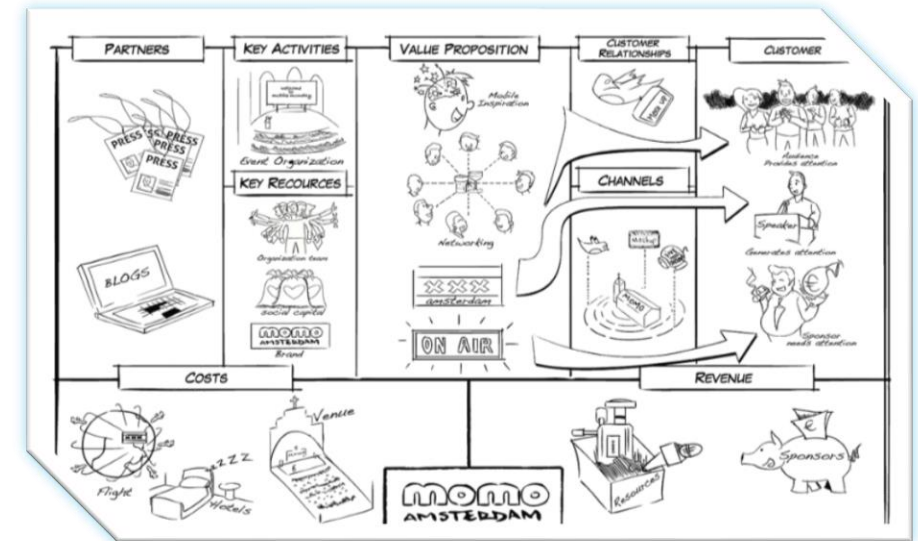 PARTNERS
PRESS
PRESS
PRESS
PRESS
BLOGS
KEY ACTIVITIES
Event Organization
KEY RECOURCES
Organization team
social capital
momo
AMSTERDAM
Brand
VALUE PROPOSITION
Mobile
Inspiration
Networking
XXX
amsterdam
ON AIR
CUSTOMER
RELATIONSHIPS
CHANNELS
CUSTOMER
Audience
Provides attention
Speaker
Generates attention
Sponsor
needs attention
COSTS
Flight
zZZZ
Hotels
Venue
momo
AMSTERDAM
REVENUE
Resources
€
Sponsors